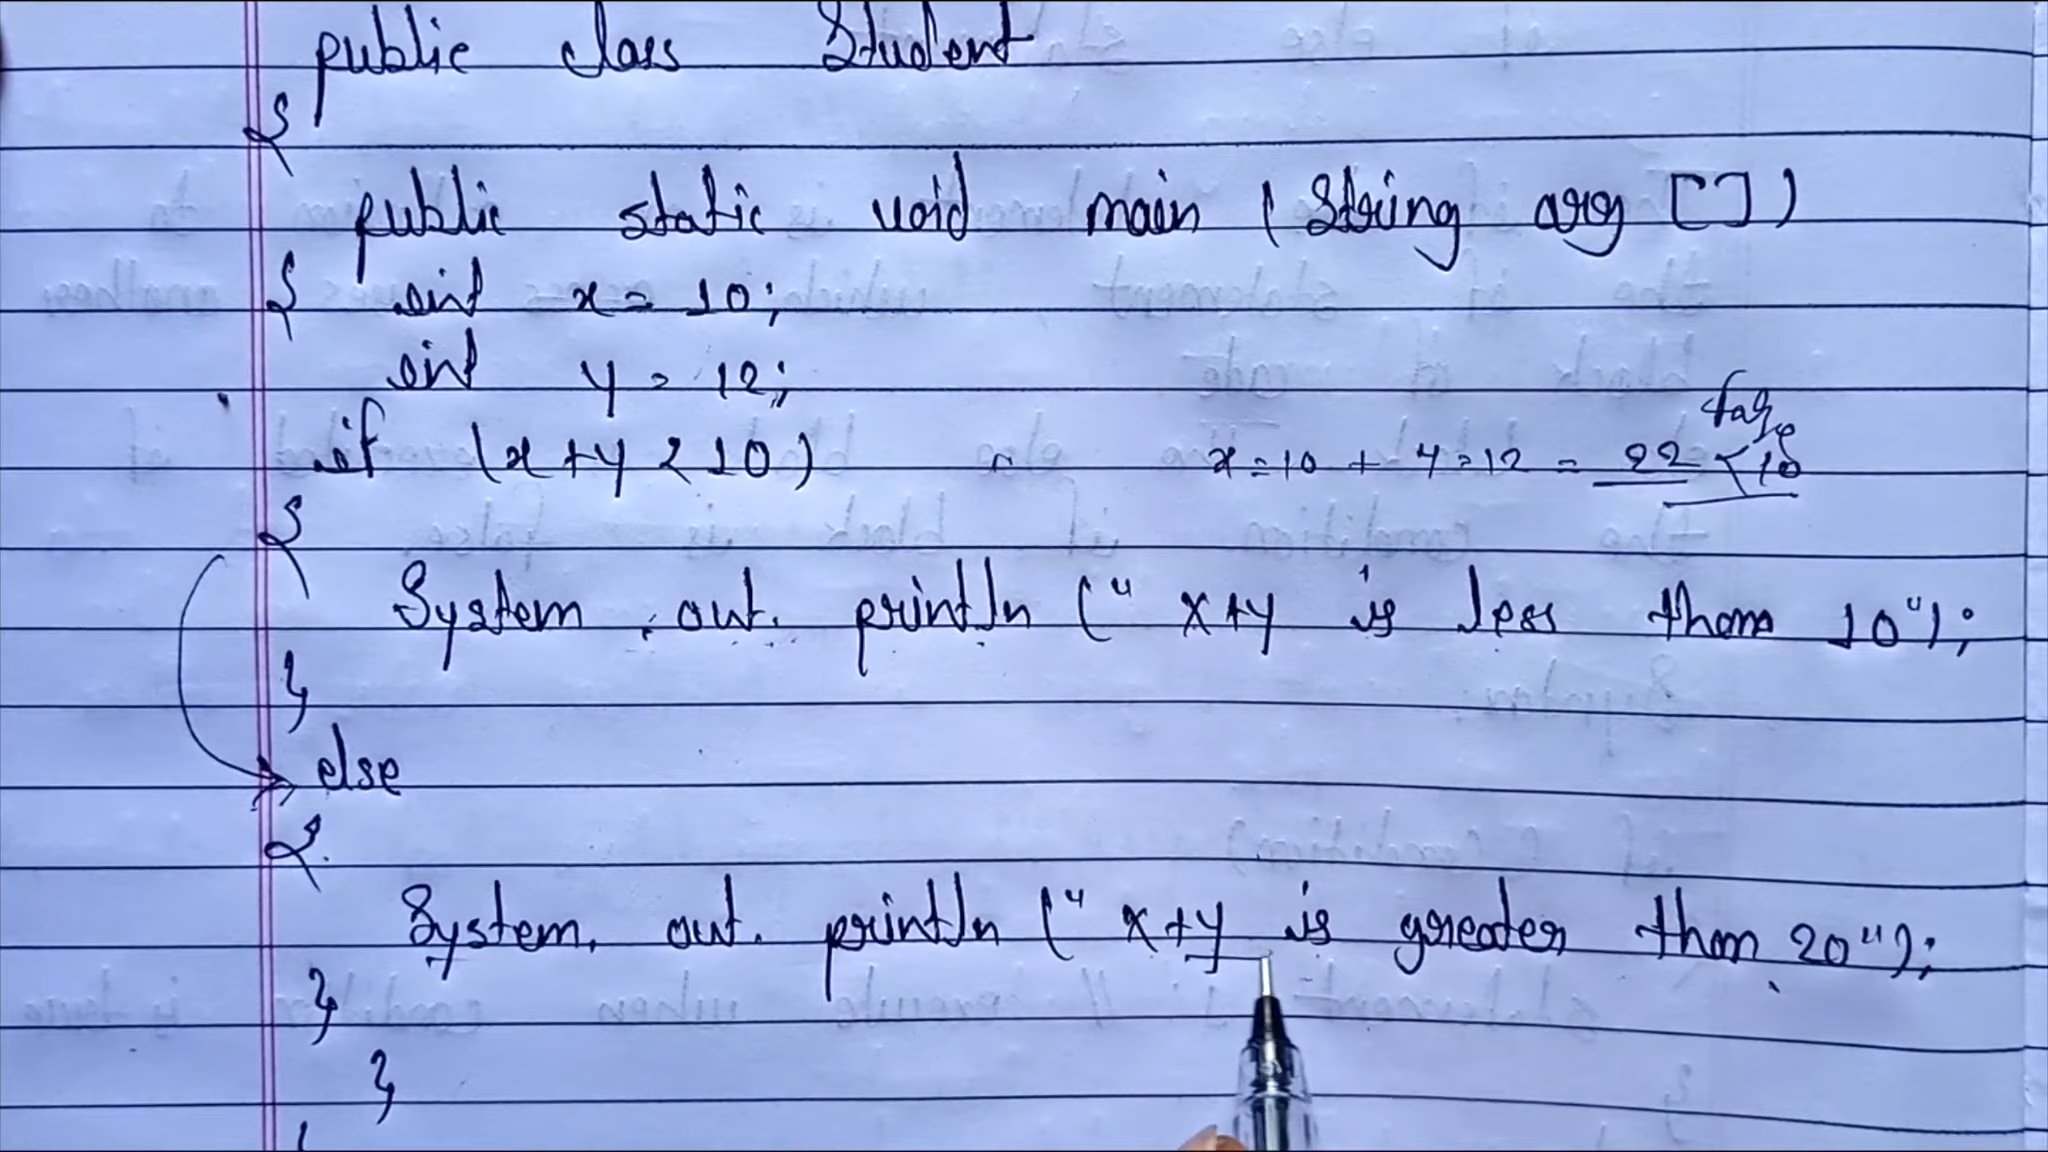 public class Student
{
public static void main (String arg [])
{ int x = 10;
int y = 12;
if (x+y < 10) x=10 + y=12 = 22 < 10 false
{
System . out. println (" x+y is less than 10");
}
else
{
System. out. println (" x+y is greater than 20");
}
}